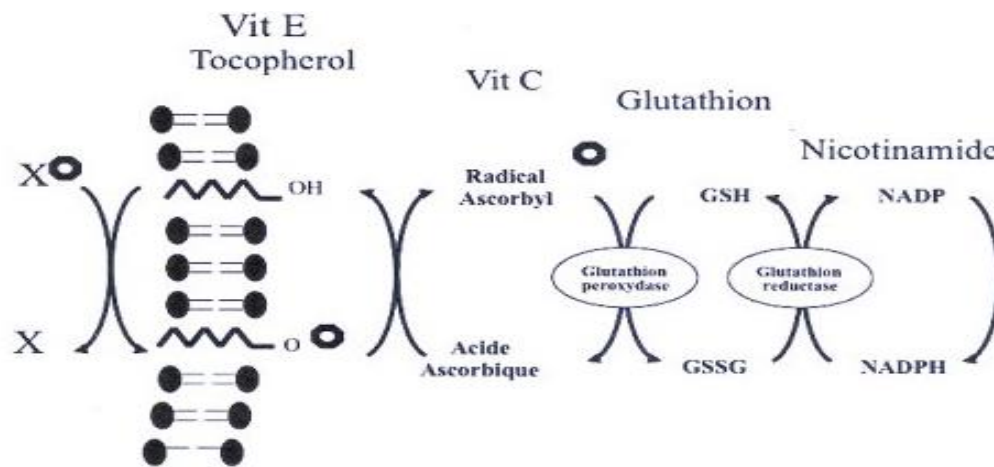 Vit E
Tocopherol
Vit C
Glutathion
Nicotinamide
X
OH
Radical
Ascorbyl
GSH
NADP
Glutathion
peroxydase
Glutathion
reductase
X
O
Acide
Ascorbique
GSSG
NADPH